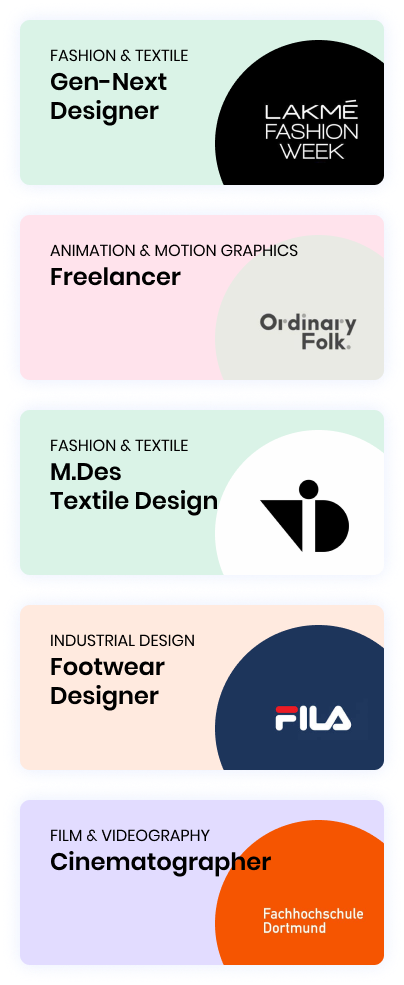 FASHION & TEXTILE
Gen-Next
Designer
LAKMÉ
FASHION
WEEK
ANIMATION & MOTION GRAPHICS
Freelancer
Ordinary
Folk.
FASHION & TEXTILE
M.Des
Textile Design
INDUSTRIAL DESIGN
Footwear
Designer
FILA
FILM & VIDEOGRAPHY
Cinematographer
Fachhochschule
Dortmund